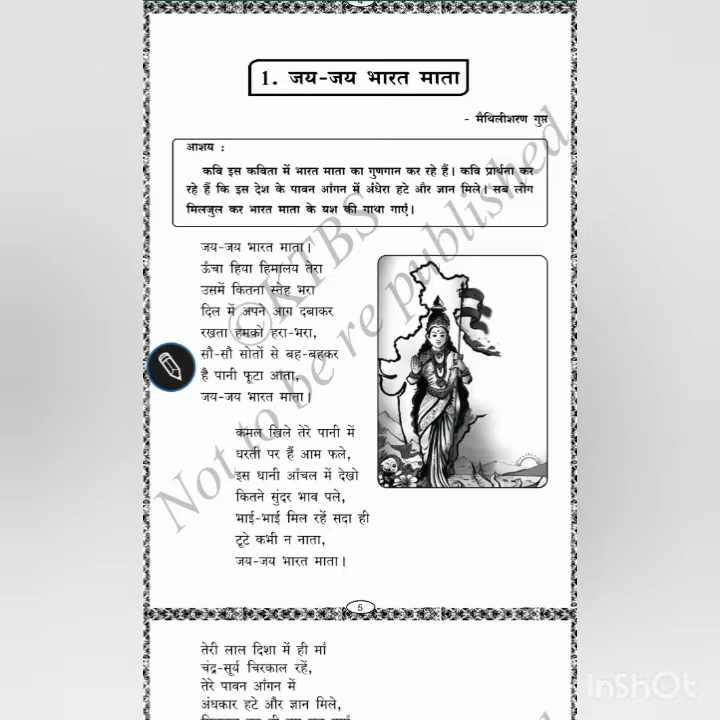 1. जय-जय भारत माता
- मैथिलीशरण गुप्त
आशय :
कवि इस कविता में भारत माता का गुणगान कर रहे हैं। कवि प्रार्थना कर
रहे हैं कि इस देश के पावन आंगन में अंधेरा हटे और ज्ञान मिले। सब लोग
मिलजुल कर भारत माता के यश की गाथा गाएँ।
जय-जय भारत माता।
ऊँचा हिया हिमालय तेरा
उसमें कितना स्नेह भरा
दिल में अपने आग दबाकर
रखता हमको हरा-भरा,
सौ-सौ सोतों से बह-बहकर
है पानी फूटा आता,
जय-जय भारत माता।
कमल खिले तेरे पानी में
धरती पर हैं आम फले,
इस धानी आँचल में देखो
कितने सुंदर भाव पले,
भाई-भाई मिल रहें सदा ही
टूटे कभी न नाता,
जय-जय भारत माता।
©KTBS
Not to be re published
5
तेरी लाल दिशा में ही माँ
चंद्र-सूर्य चिरकाल रहें,
तेरे पावन आँगन में
अंधकार हटे और ज्ञान मिले,
InShOt